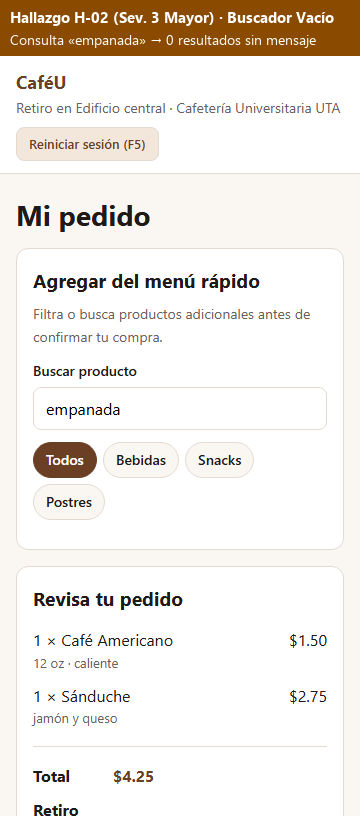 Hallazgo H-02 (Sev. 3 Mayor) · Buscador Vacío
Consulta «empanada» → 0 resultados sin mensaje
CaféU
Retiro en Edificio central · Cafetería Universitaria UTA
Reiniciar sesión (F5)
Mi pedido
Agregar del menú rápido
Filtra o busca productos adicionales antes de
confirmar tu compra.
Buscar producto
empanada
Todos Bebidas Snacks
Postres
Revisa tu pedido
1 × Café Americano $1.50
12 oz · caliente
1 × Sánduche $2.75
jamón y queso
Total $4.25
Retiro